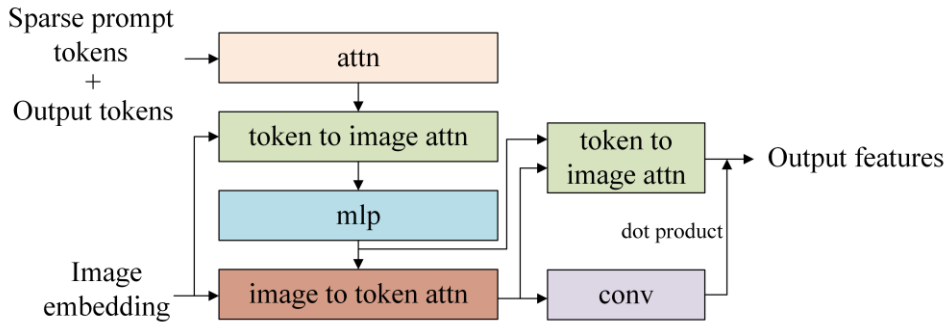 Sparse prompt
tokens
+
Output tokens
attn
token to image attn
mlp
Image
embedding
image to token attn
token to
image attn
Output features
dot product
conv